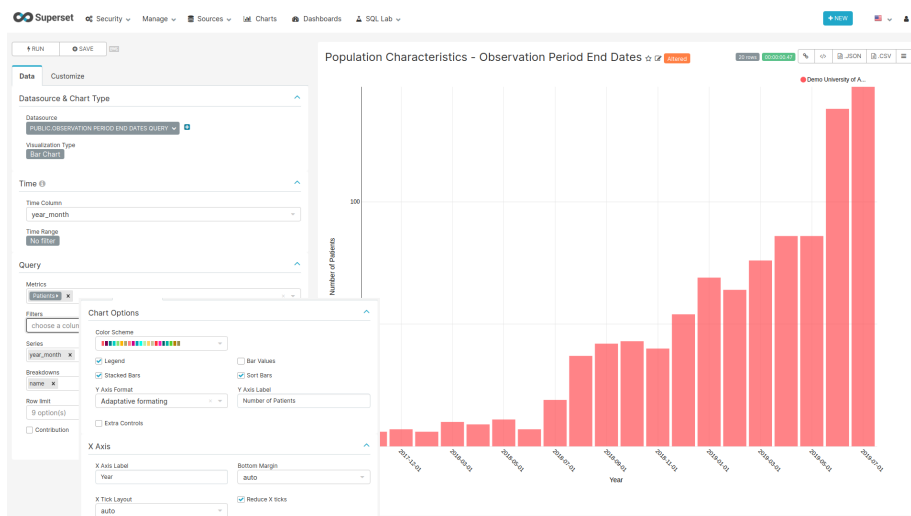 Superset Security Manage Sources Charts Dashboards SQL Lab + NEW
RUN SAVE
Data Customize
Datasource & Chart Type
Datasource
PUBLIC.OBSERVATION PERIOD END DATES QUERY
Visualization Type
Bar Chart
Time
Time Column
year_month
Time Range
No filter
Query
Metrics
Patients
Filters
choose a colun
Series
year_month
Breakdowns
name
Row limit
9 option(s)
Contribution
Chart Options
Color Scheme
Legend
Bar Values
Stacked Bars
Sort Bars
Y Axis Format
Y Axis Label
Adaptative formating
Number of Patients
Extra Controls
X Axis
X Axis Label
Bottom Margin
Year
auto
X Tick Layout
Reduce X ticks
auto
Population Characteristics - Observation Period End Dates Altered
20 rows 00:00:00.47 </> .JSON .CSV
Demo University of A...
100
Number of Patients
2017-12-01
2018-03-01
2018-05-01
2018-07-01
2018-09-01
2018-11-01
2019-01-01
2019-03-01
2019-05-01
2019-07-01
Year